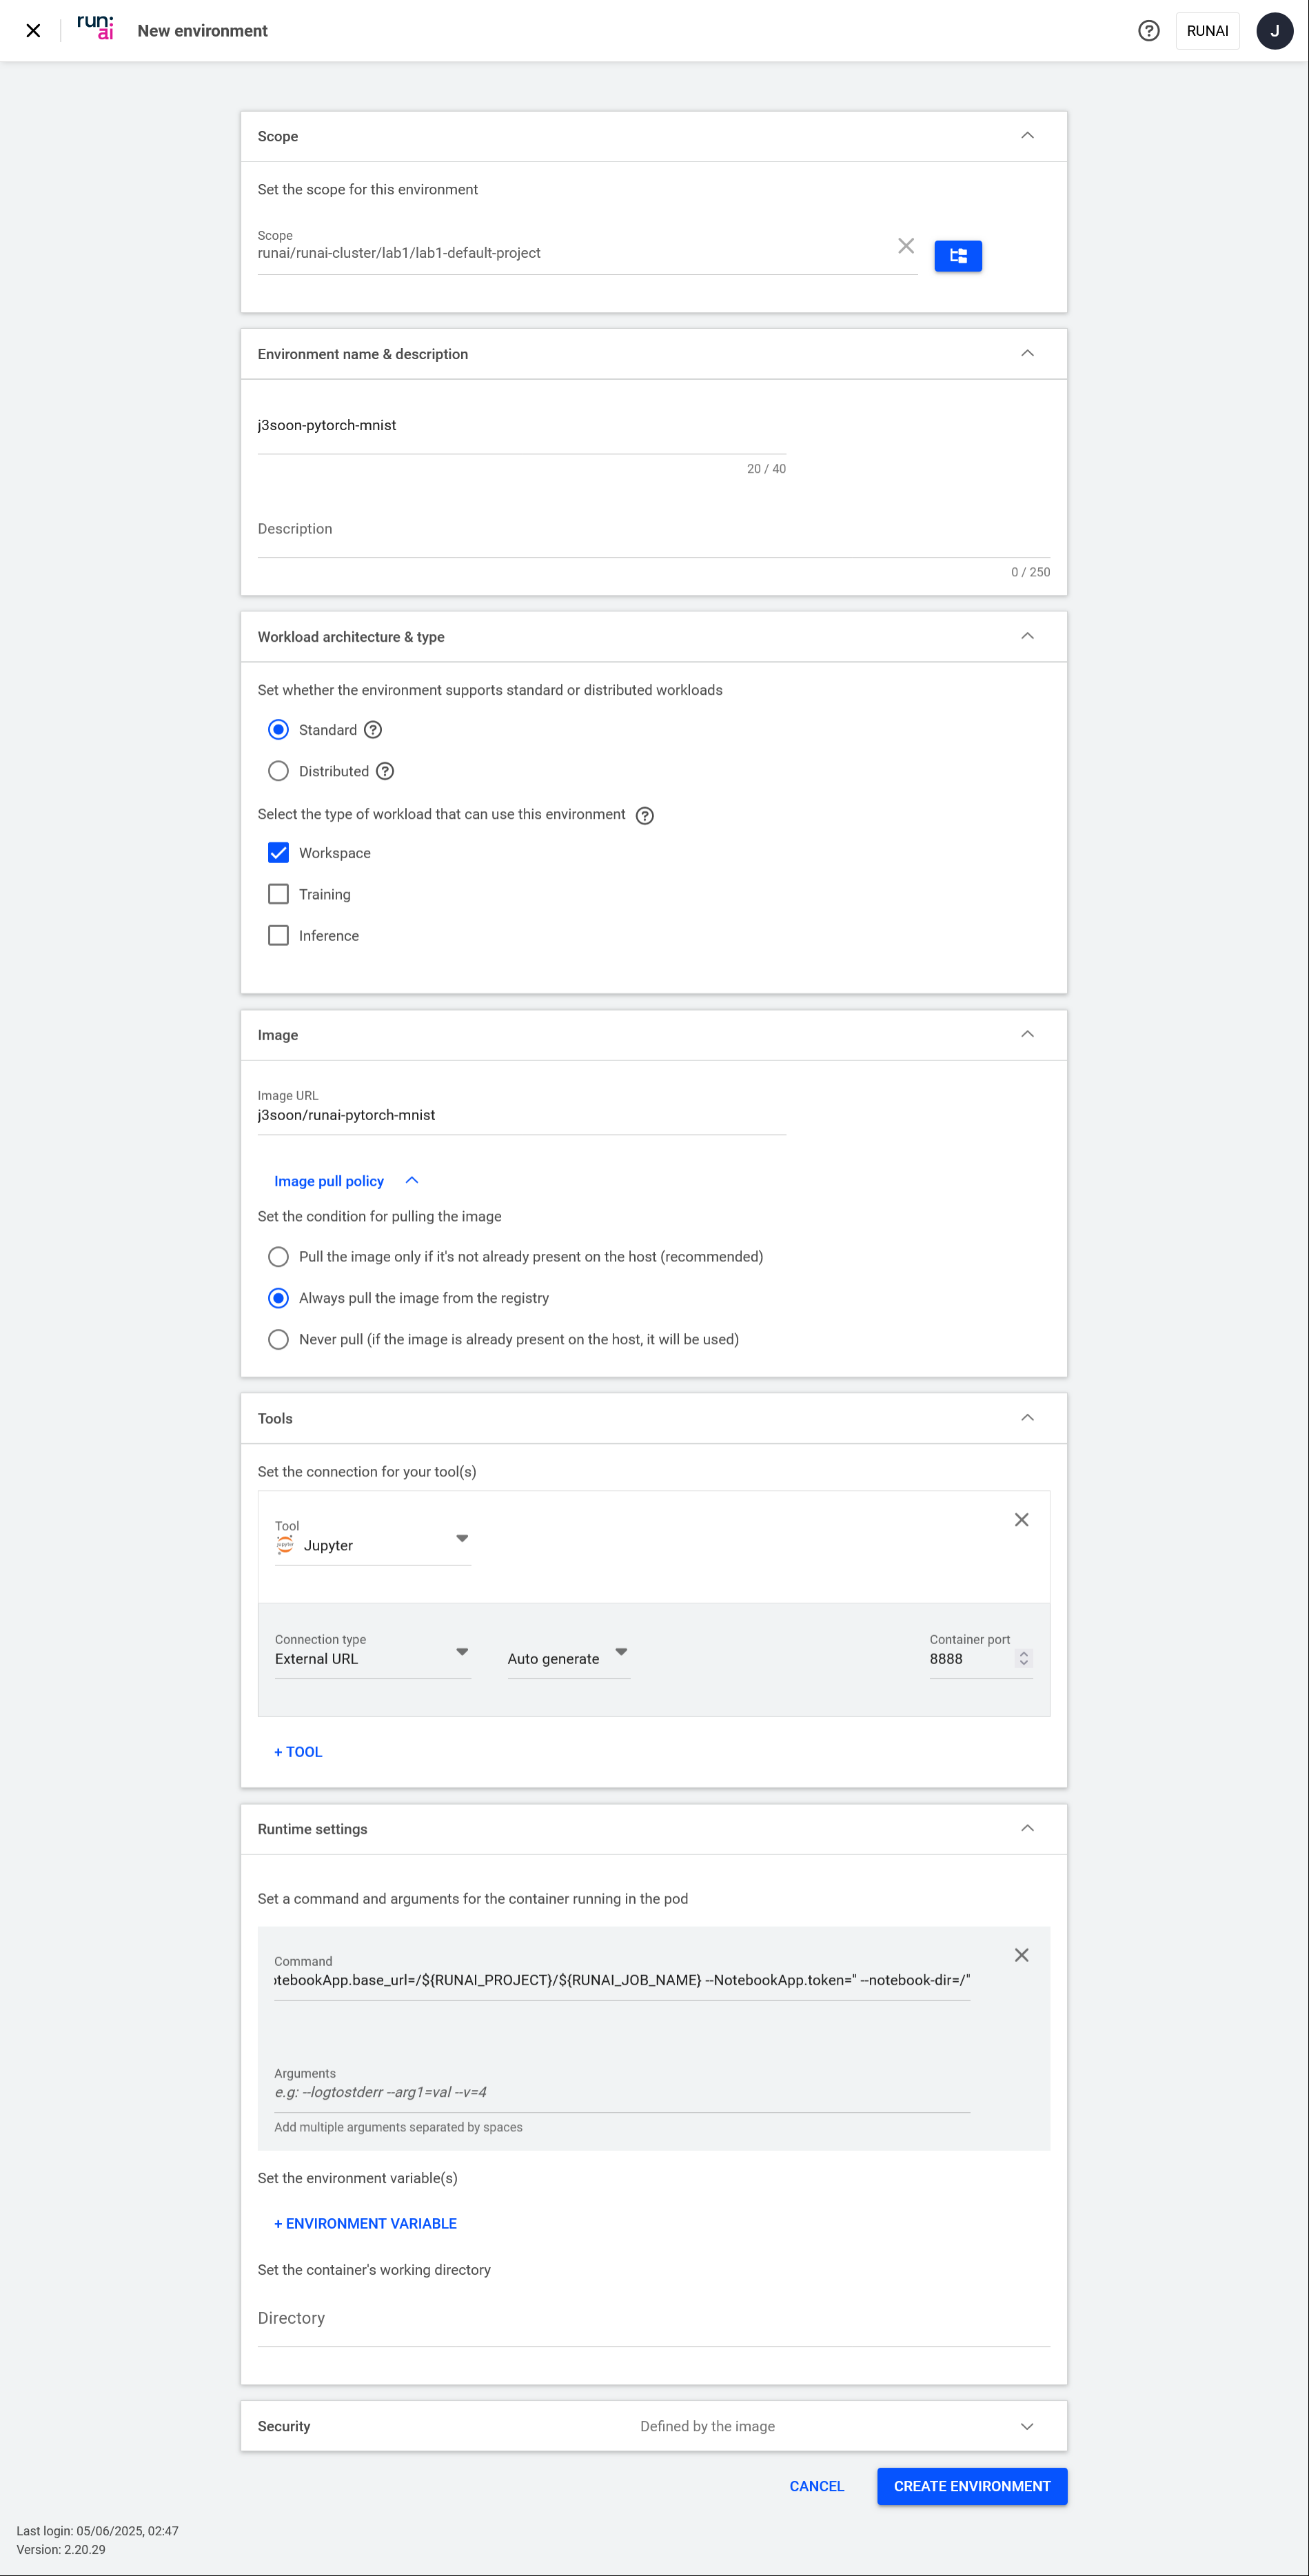 run:
ai
New environment
RUNAI
J
Scope
Set the scope for this environment
Scope
runai/runai-cluster/lab1/lab1-default-project
Environment name & description
j3soon-pytorch-mnist
20 / 40
Description
0 / 250
Workload architecture & type
Set whether the environment supports standard or distributed workloads
Standard
Distributed
Select the type of workload that can use this environment
Workspace
Training
Inference
Image
Image URL
j3soon/runai-pytorch-mnist
Image pull policy
Set the condition for pulling the image
Pull the image only if it's not already present on the host (recommended)
Always pull the image from the registry
Never pull (if the image is already present on the host, it will be used)
Tools
Set the connection for your tool(s)
Tool
jupyter Jupyter
Connection type
External URL
Auto generate
Container port
8888
+ TOOL
Runtime settings
Set a command and arguments for the container running in the pod
Command
otebookApp.base_url=/${RUNAI_PROJECT}/${RUNAI_JOB_NAME} --NotebookApp.token='' --notebook-dir=/"
Arguments
e.g: --logtostderr --arg1=val --v=4
Add multiple arguments separated by spaces
Set the environment variable(s)
+ ENVIRONMENT VARIABLE
Set the container's working directory
Directory
Security
Defined by the image
CANCEL
CREATE ENVIRONMENT
Last login: 05/06/2025, 02:47
Version: 2.20.29